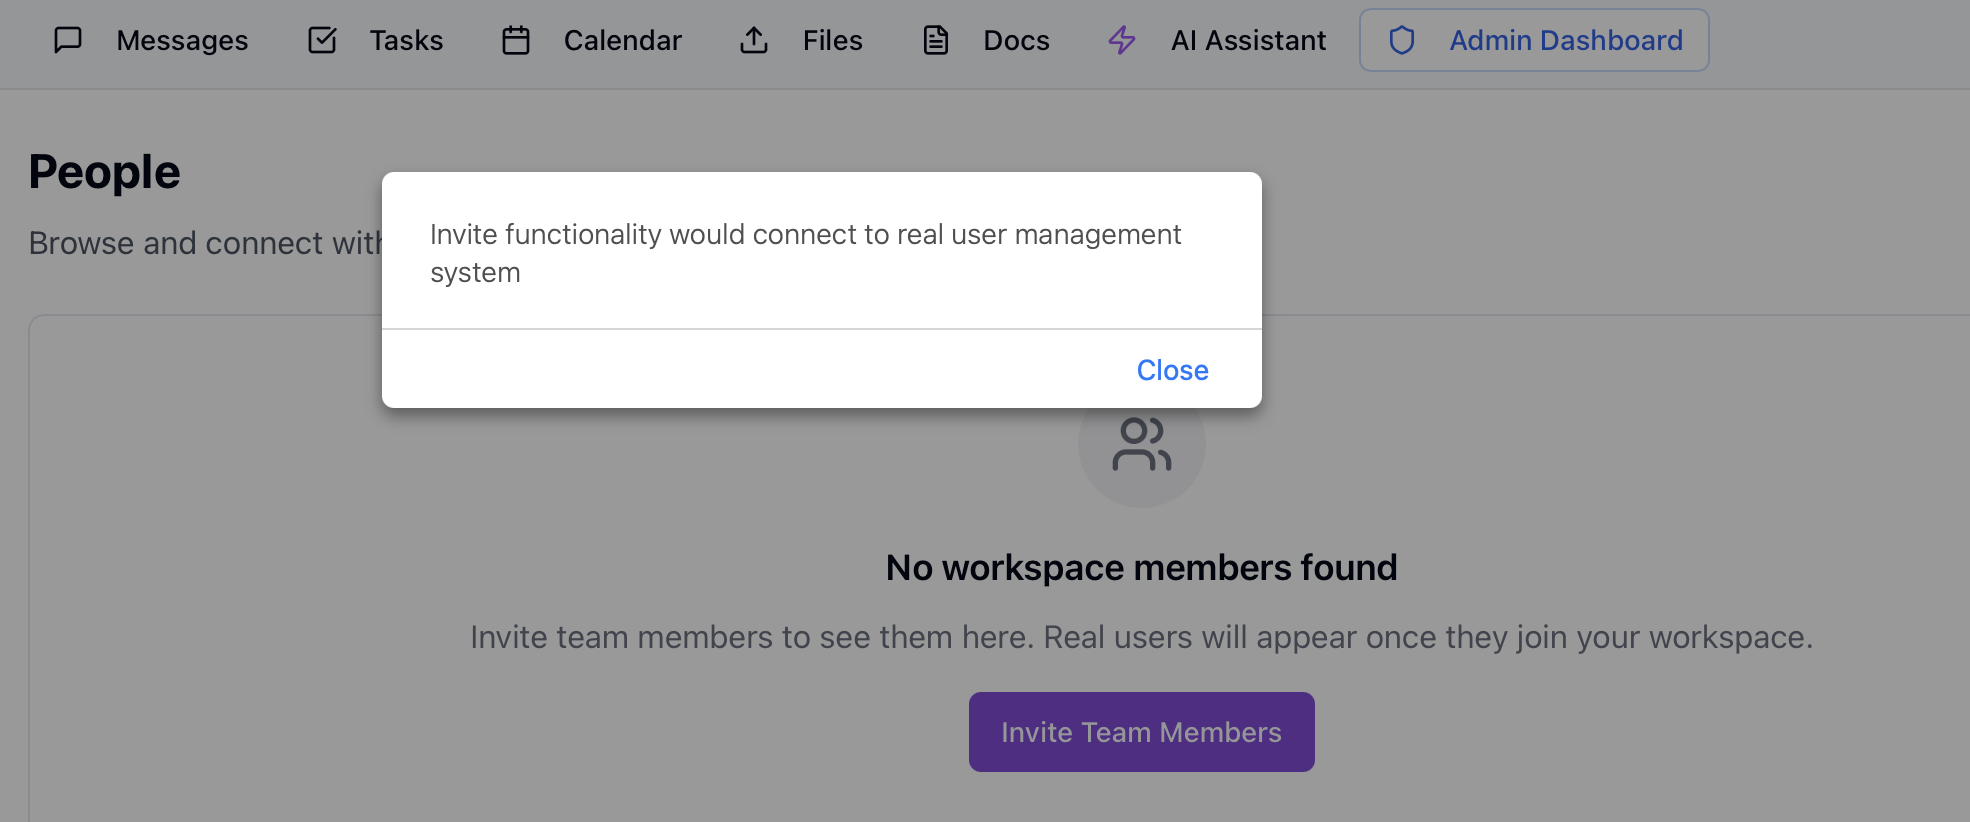 Messages Tasks Calendar Files Docs AI Assistant Admin Dashboard
People
Browse and connect with
Invite functionality would connect to real user management
system
Close
No workspace members found
Invite team members to see them here. Real users will appear once they join your workspace.
Invite Team Members